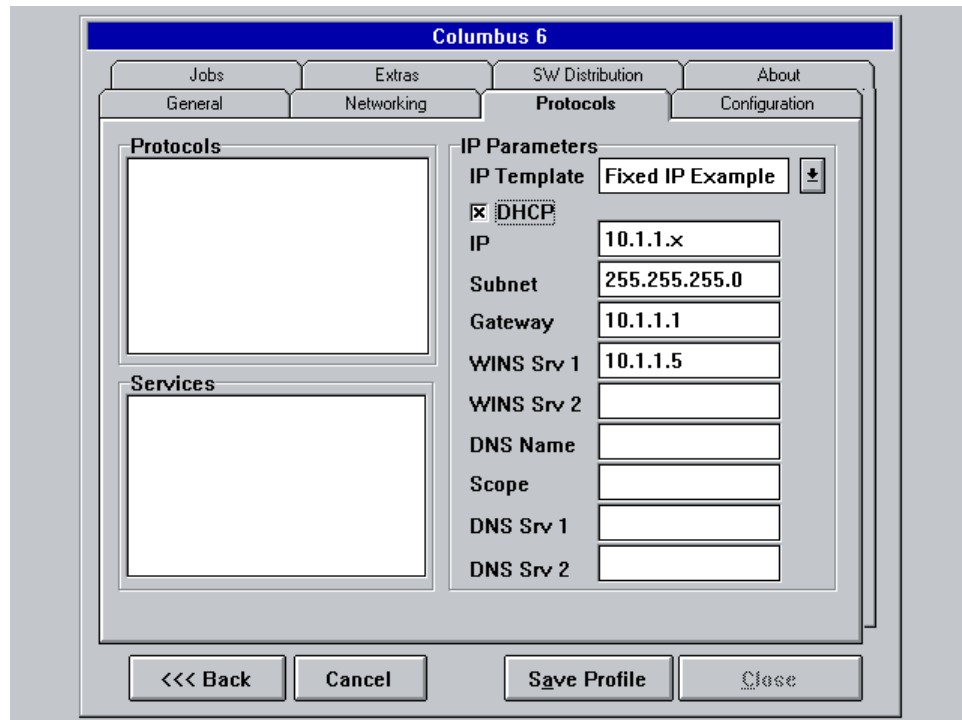 Columbus 6
Jobs Extras SW Distribution About
General Networking Protocols Configuration
Protocols
Services
IP Parameters
IP Template Fixed IP Example
DHCP
IP 10.1.1.x
Subnet 255.255.255.0
Gateway 10.1.1.1
WINS Srv 1 10.1.1.5
WINS Srv 2
DNS Name
Scope
DNS Srv 1
DNS Srv 2
<<< Back Cancel Save Profile Close